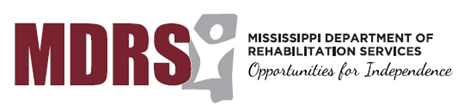 MDRS
MISSISSIPPI DEPARTMENT OF
REHABILITATION SERVICES
Opportunities for Independence